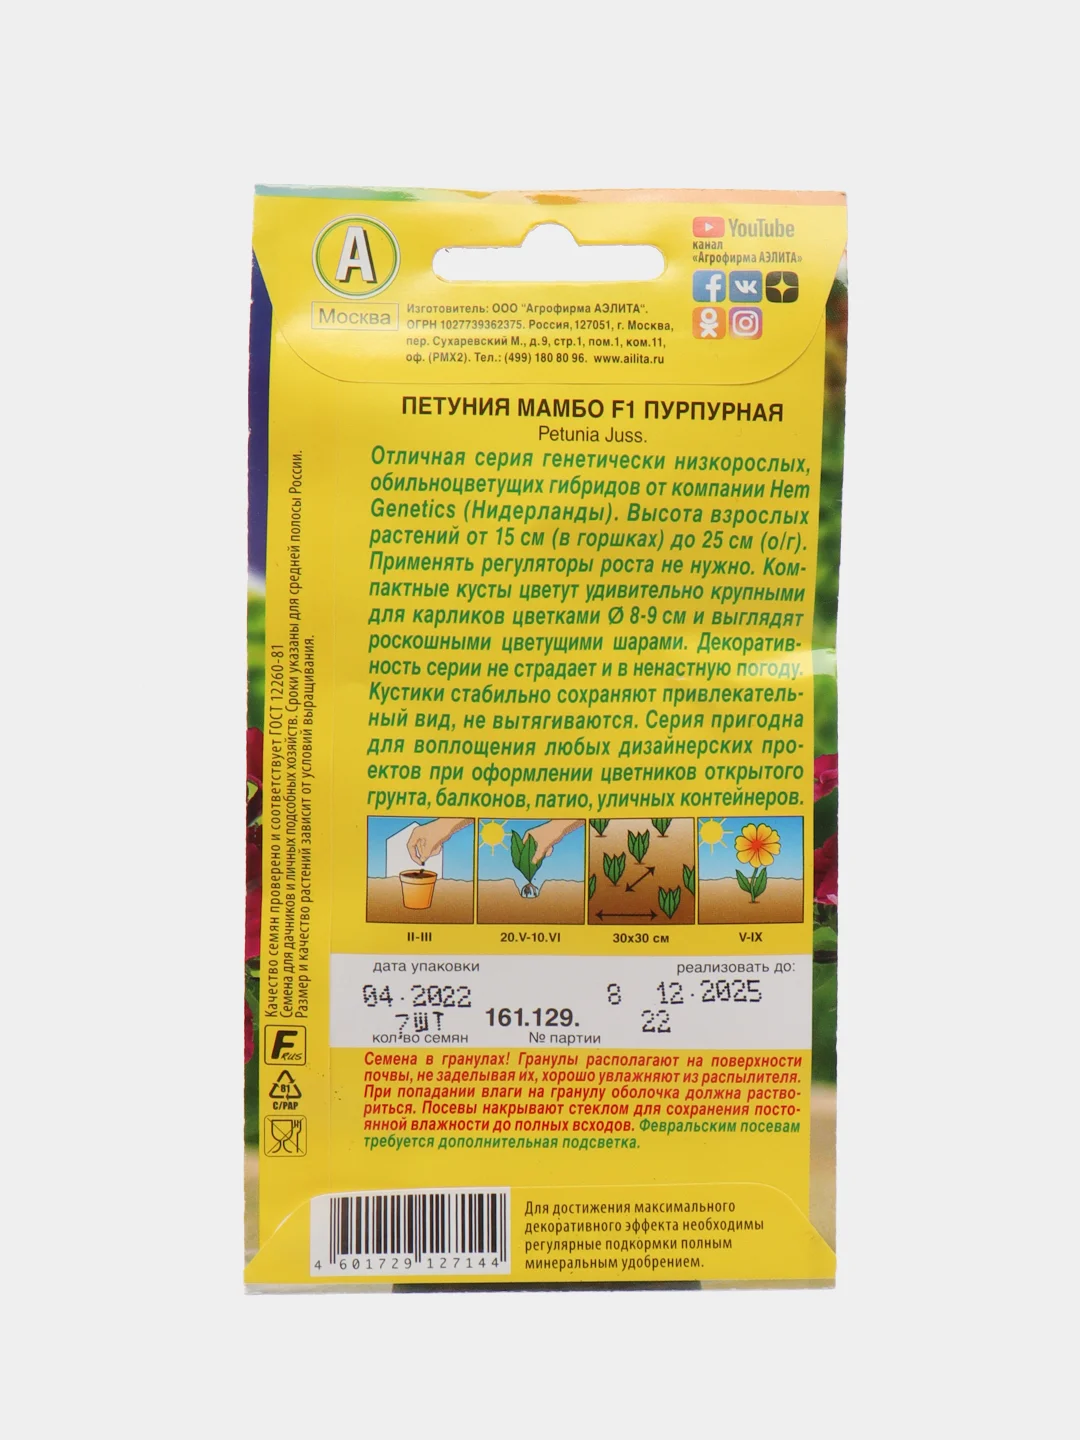 А
Москва
Изготовитель: ООО "Агрофирма АЭЛИТА".
ОГРН 1027739362375. Россия, 127051, г. Москва,
пер. Сухаревский М., д.9, стр.1, пом.1, ком.11,
оф. (РМХ2). Тел.: (499) 180 80 96. www.ailita.ru
YouTube
канал
«Агрофирма АЭЛИТА»
ПЕТУНИЯ МАМБО F1 ПУРПУРНАЯ
Petunia Juss.
Отличная серия генетически низкорослых,
обильноцветущих гибридов от компании Hem
Genetics (Нидерланды). Высота взрослых
растений от 15 см (в горшках) до 25 см (о/г).
Применять регуляторы роста не нужно. Ком-
пактные кусты цветут удивительно крупными
для карликов цветками Ø 8-9 см и выглядят
роскошными цветущими шарами. Декоратив-
ность серии не страдает и в ненастную погоду.
Кустики стабильно сохраняют привлекатель-
ный вид, не вытягиваются. Серия пригодна
для воплощения любых дизайнерских про-
ектов при оформлении цветников открытого
грунта, балконов, патио, уличных контейнеров.
II-III
20.V-10.VI
30х30 см
V-IX
дата упаковки
реализовать до:
04.2022
8 12.2025
7ШТ
161.129.
22
кол-во семян
№ партии
Семена в гранулах! Гранулы располагают на поверхности
почвы, не заделывая их, хорошо увлажняют из распылителя.
При попадании влаги на гранулу оболочка должна раство-
риться. Посевы накрывают стеклом для сохранения посто-
янной влажности до полных всходов. Февральским посевам
требуется дополнительная подсветка.
Качество семян проверено и соответствует ГОСТ 12260-81
Семена для дачников и личных подсобных хозяйств. Сроки указаны для средней полосы России.
Размер и качество растений зависит от условий выращивания.
F Rus
81
C/PAP
4 601729 127144
Для достижения максимального
декоративного эффекта необходимы
регулярные подкормки полным
минеральным удобрением.